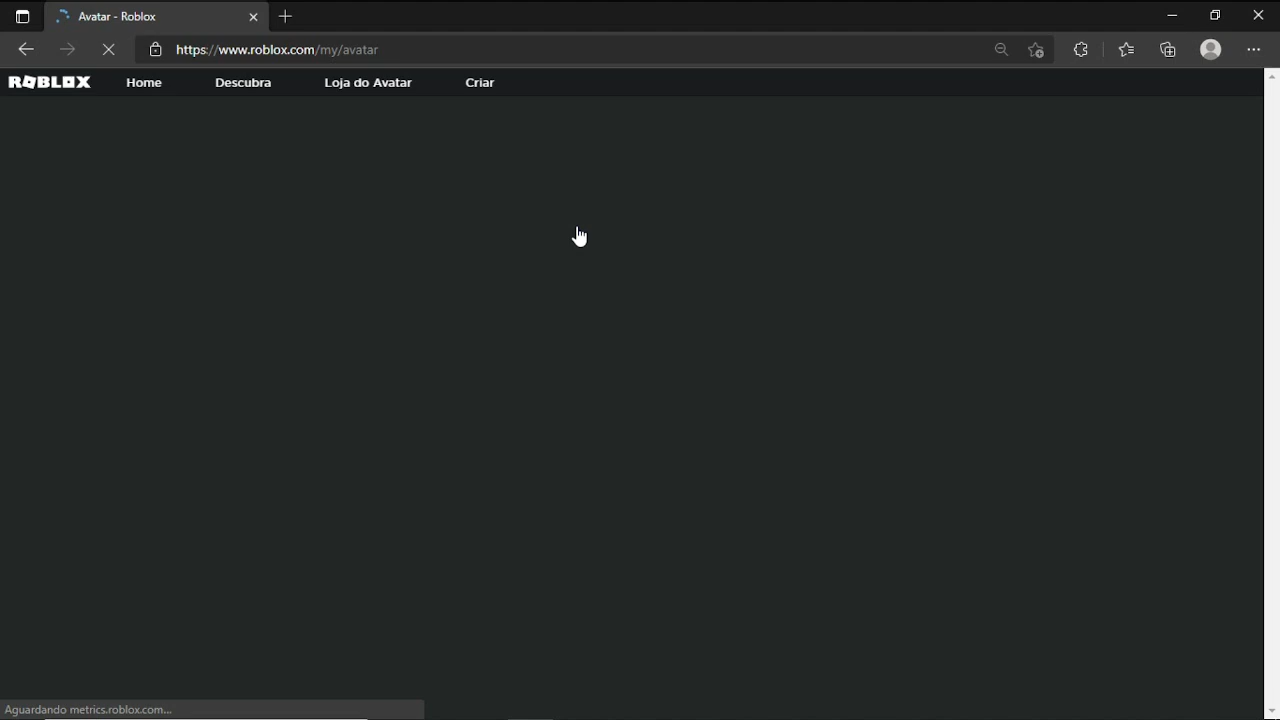 Avatar - Roblox
https://www.roblox.com/my/avatar
ROBLOX Home Descubra Loja do Avatar Criar
Aguardando metrics.roblox.com...